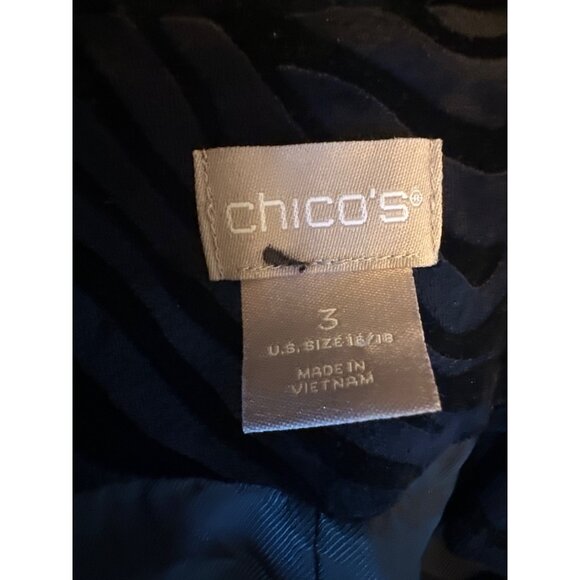 chico's®
3
U.S. SIZE 16/18
MADE IN
VIETNAM